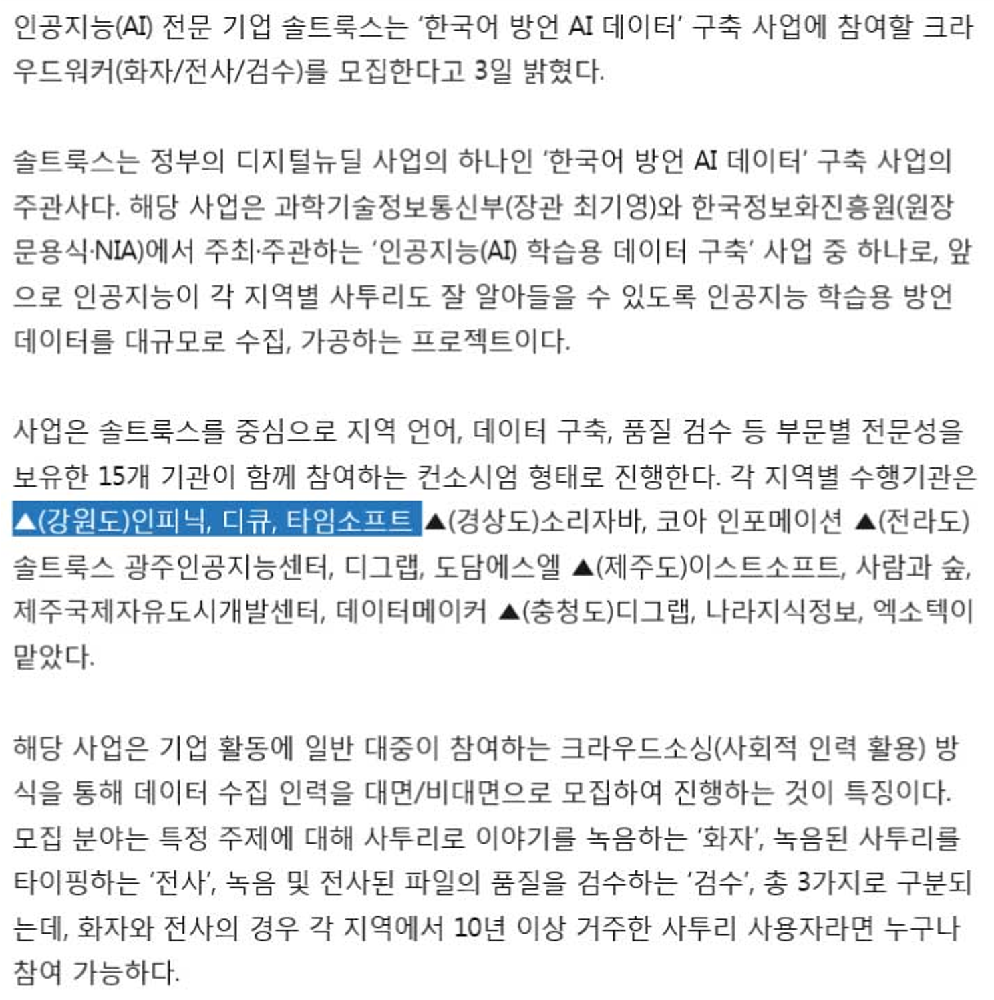 인공지능(AI) 전문 기업 솔트룩스는 ‘한국어 방언 AI 데이터’ 구축 사업에 참여할 크라
우드워커(화자/전사/검수)를 모집한다고 3일 밝혔다.
솔트룩스는 정부의 디지털뉴딜 사업의 하나인 ‘한국어 방언 AI 데이터’ 구축 사업의
주관사다. 해당 사업은 과학기술정보통신부(장관 최기영)와 한국정보화진흥원(원장
문용식·NIA)에서 주최·주관하는 ‘인공지능(AI) 학습용 데이터 구축’ 사업 중 하나로, 앞
으로 인공지능이 각 지역별 사투리도 잘 알아들을 수 있도록 인공지능 학습용 방언
데이터를 대규모로 수집, 가공하는 프로젝트이다.
사업은 솔트룩스를 중심으로 지역 언어, 데이터 구축, 품질 검수 등 부문별 전문성을
보유한 15개 기관이 함께 참여하는 컨소시엄 형태로 진행한다. 각 지역별 수행기관은
▲(강원도)인피닉, 디큐, 타임소프트 ▲(경상도)소리자바, 코아 인포메이션 ▲(전라도)
솔트룩스 광주인공지능센터, 디그랩, 도담에스엘 ▲(제주도)이스트소프트, 사람과 숲,
제주국제자유도시개발센터, 데이터메이커 ▲(충청도)디그랩, 나라지식정보, 엑소텍이
맡았다.
해당 사업은 기업 활동에 일반 대중이 참여하는 크라우드소싱(사회적 인력 활용) 방
식을 통해 데이터 수집 인력을 대면/비대면으로 모집하여 진행하는 것이 특징이다.
모집 분야는 특정 주제에 대해 사투리로 이야기를 녹음하는 ‘화자’, 녹음된 사투리를
타이핑하는 ‘전사’, 녹음 및 전사된 파일의 품질을 검수하는 ‘검수’, 총 3가지로 구분되
는데, 화자와 전사의 경우 각 지역에서 10년 이상 거주한 사투리 사용자라면 누구나
참여 가능하다.